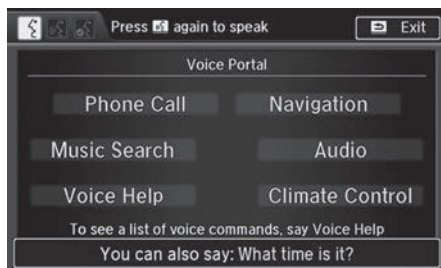 Press again to speak Exit
Voice Portal
Phone Call Navigation
Music Search Audio
Voice Help Climate Control
To see a list of voice commands, say Voice Help
You can also say: What time is it?